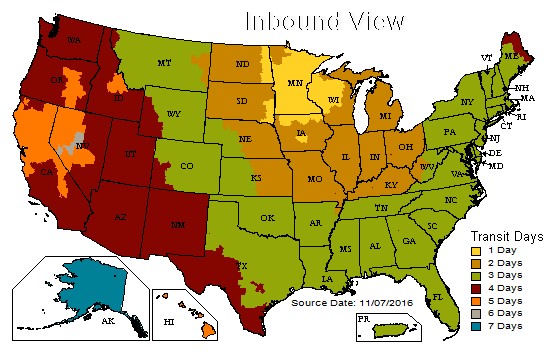 Inbound View
WA
MT
ND
MN
VT
ME
OR
ID
SD
WI
NH
MA
WY
MI
NY
RI
CT
IA
PA
NJ
NE
NV
OH
DE
IL
IN
MD
UT
CO
WV
VA
CA
KS
MO
KY
NC
TN
OK
AZ
NM
AR
SC
MS
AL
GA
TX
LA
FL
AK
HI
PR
Transit Days
1 Day
2 Days
3 Days
4 Days
5 Days
6 Days
7 Days
Source Date: 11/07/2016